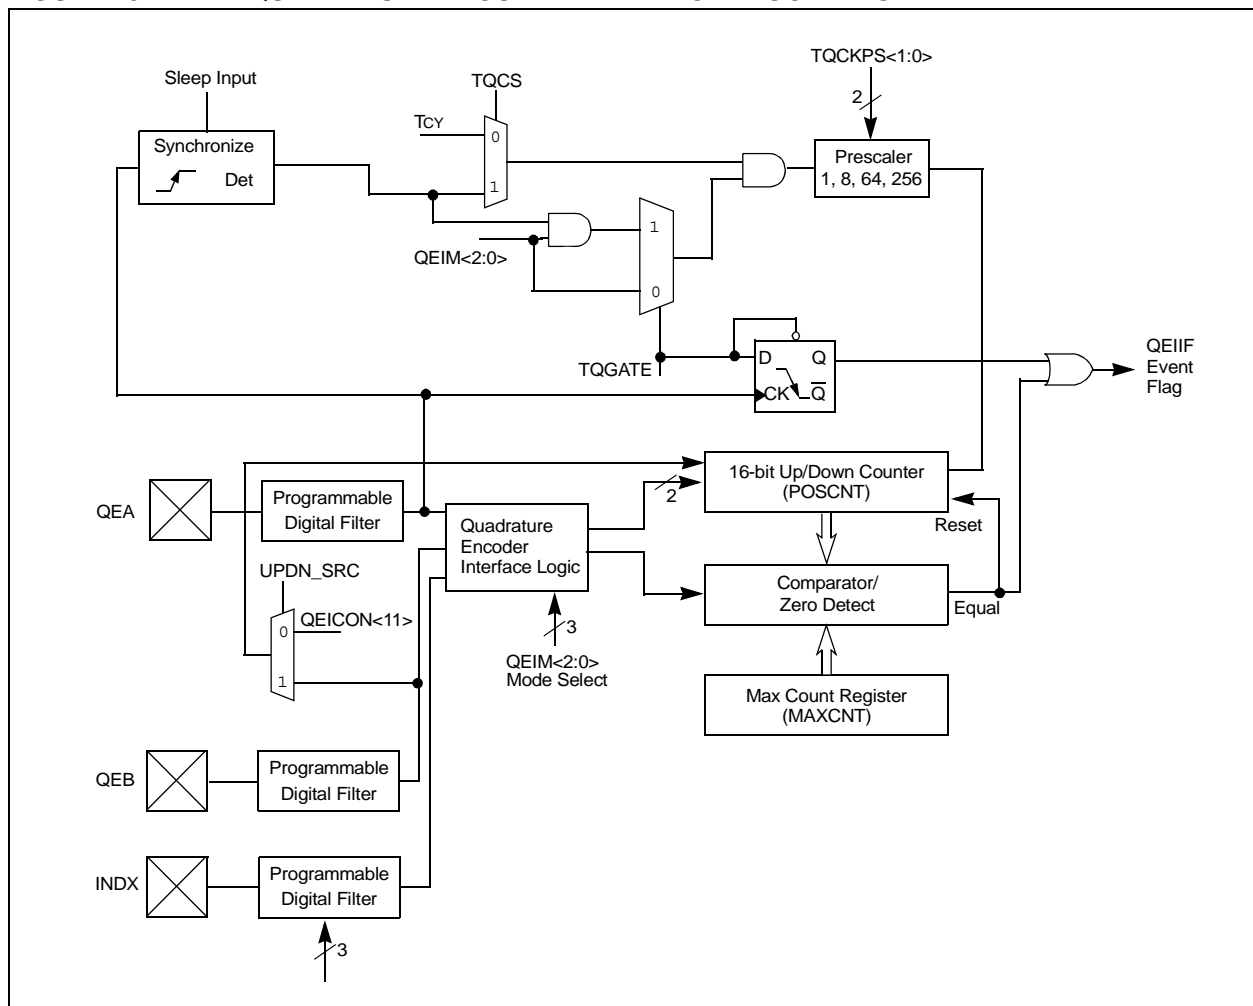 TQCKPS<1:0>
Sleep Input
TQCS
2
TCY
0
Synchronize
Det
1
Prescaler
1, 8, 64, 256
1
QEIM<2:0>
0
TQGATE
D
Q
CK
Q
QEIIF
Event
Flag
16-bit Up/Down Counter
(POSCNT)
2
QEA
Programmable
Digital Filter
Quadrature
Encoder
Interface Logic
Reset
UPDN_SRC
Comparator/
Zero Detect
Equal
0
QEICON<11>
1
3
QEIM<2:0>
Mode Select
Max Count Register
(MAXCNT)
QEB
Programmable
Digital Filter
INDX
Programmable
Digital Filter
3